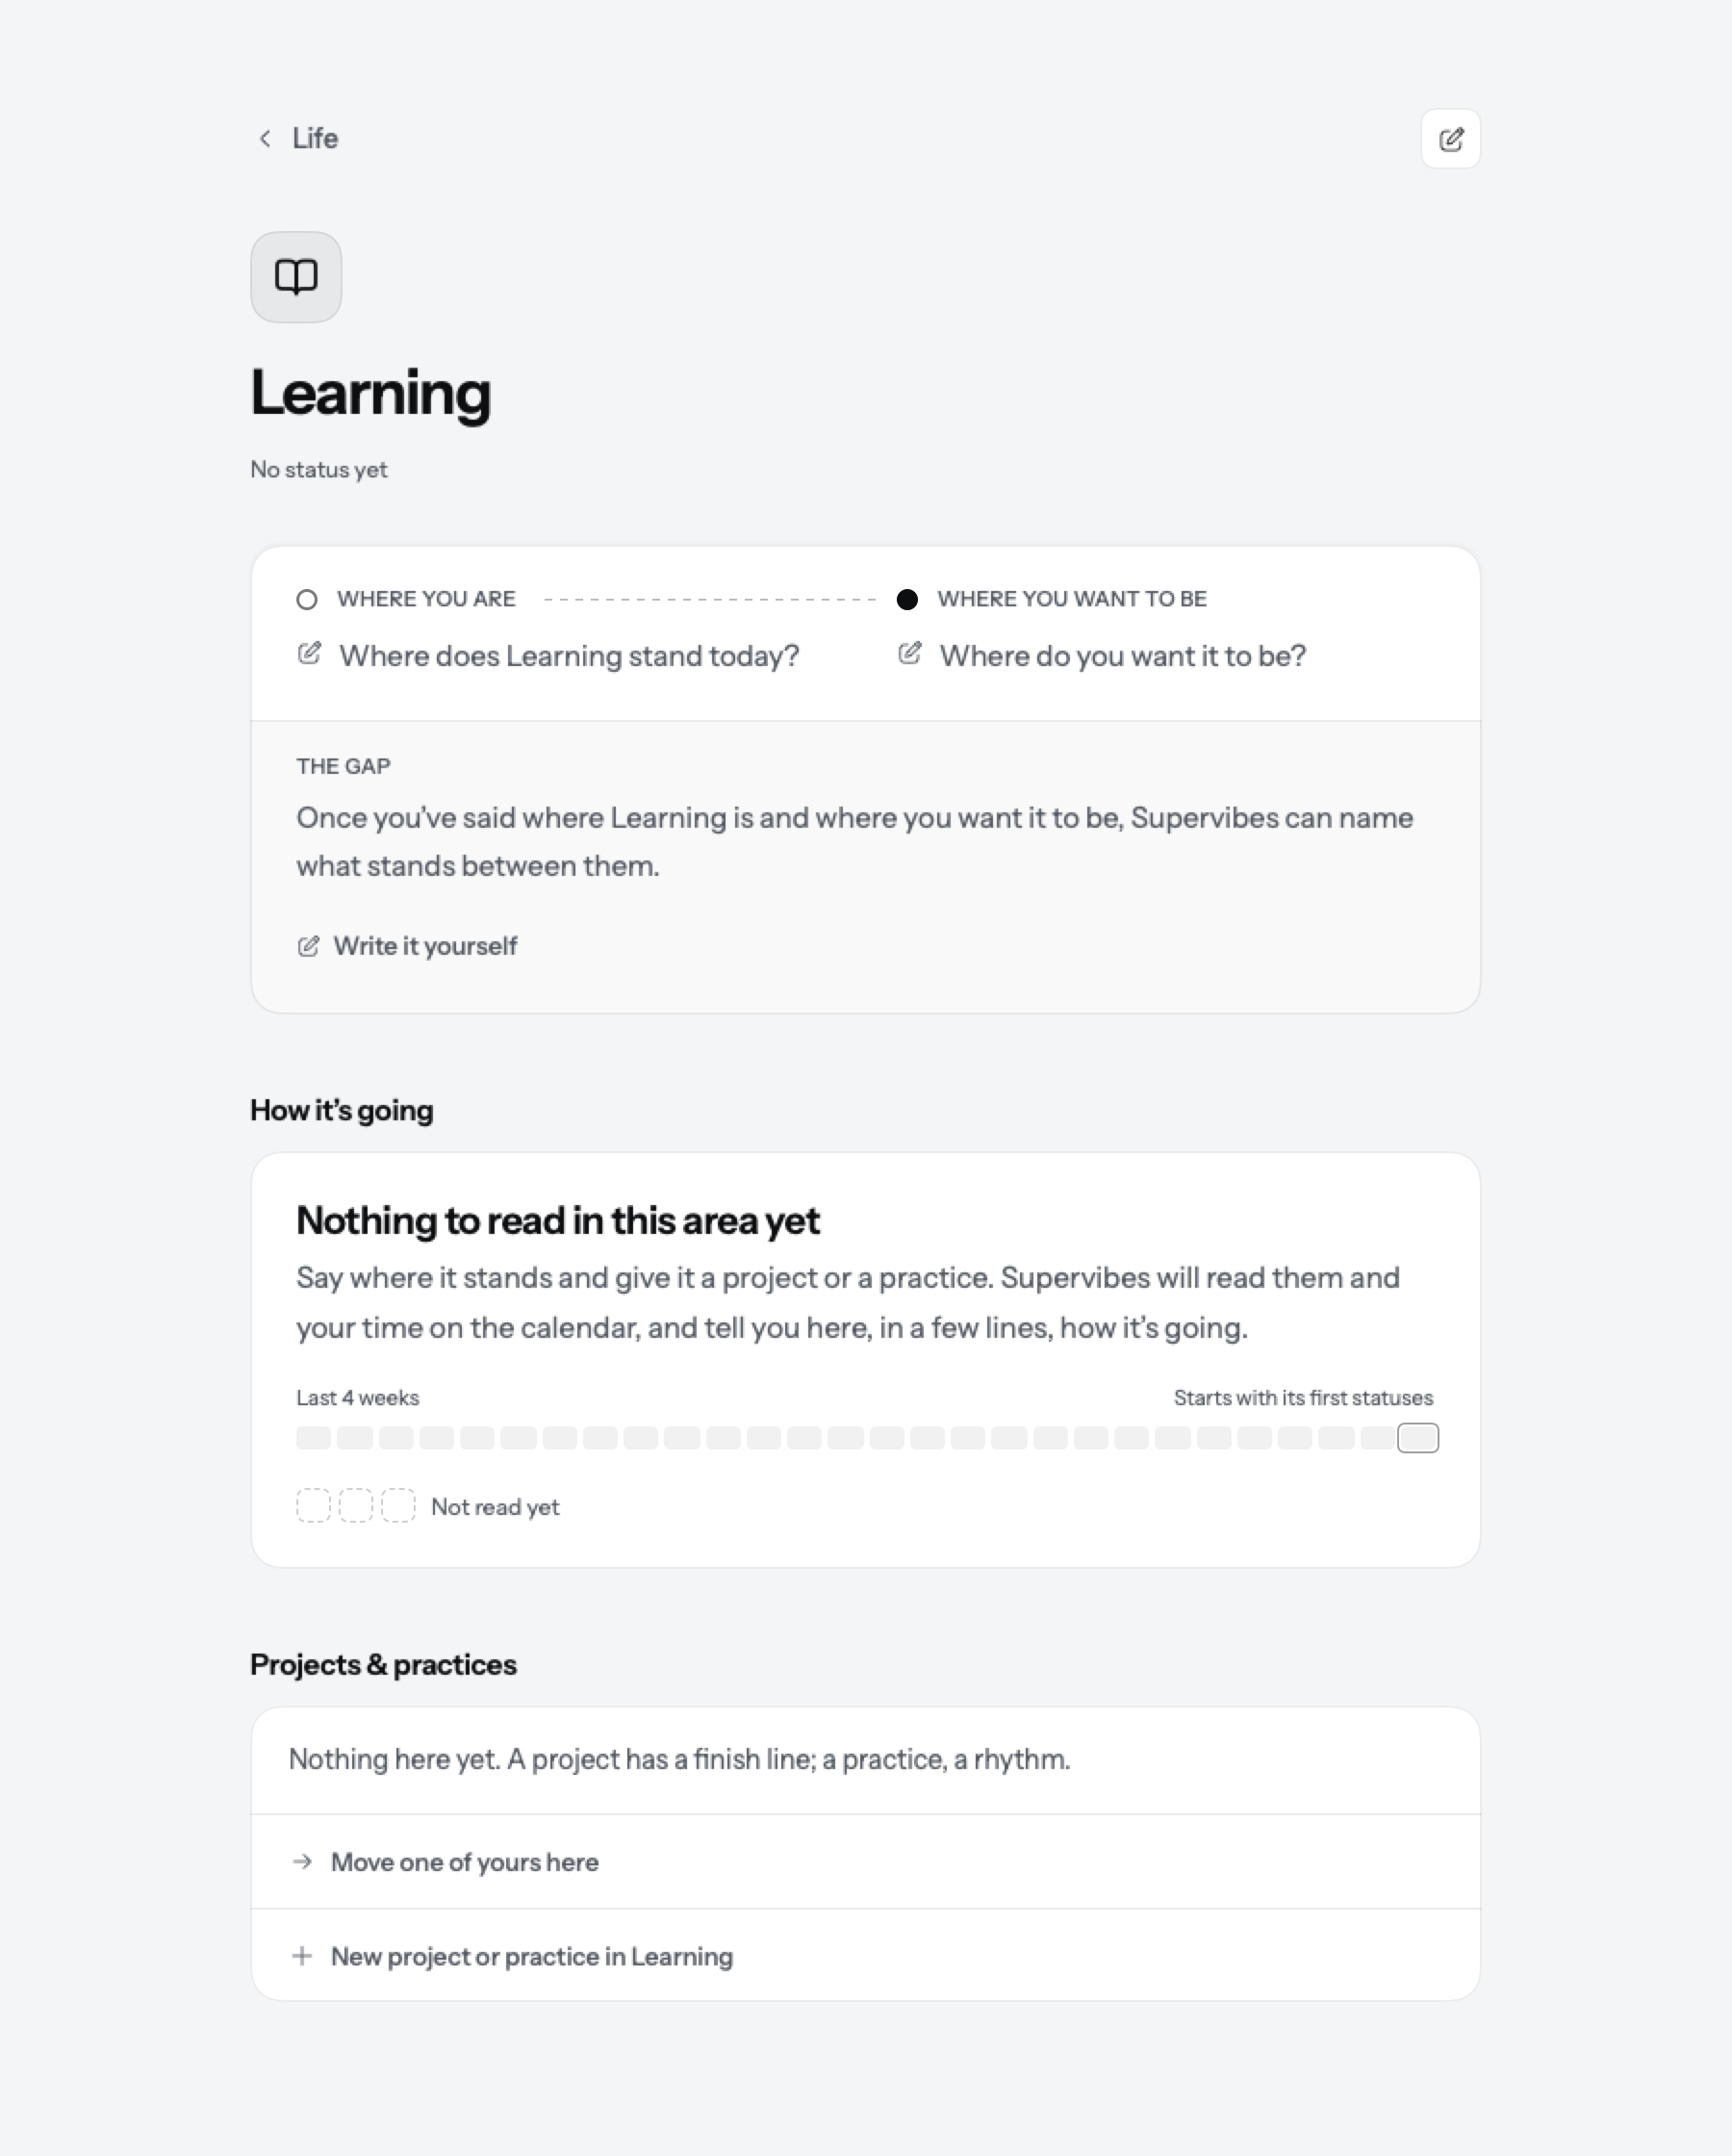 Life
Learning
No status yet
WHERE YOU ARE
WHERE YOU WANT TO BE
Where does Learning stand today?
Where do you want it to be?
THE GAP
Once you’ve said where Learning is and where you want it to be, Supervibes can name
what stands between them.
Write it yourself
How it’s going
Nothing to read in this area yet
Say where it stands and give it a project or a practice. Supervibes will read them and
your time on the calendar, and tell you here, in a few lines, how it’s going.
Last 4 weeks
Starts with its first statuses
Not read yet
Projects & practices
Nothing here yet. A project has a finish line; a practice, a rhythm.
Move one of yours here
New project or practice in Learning